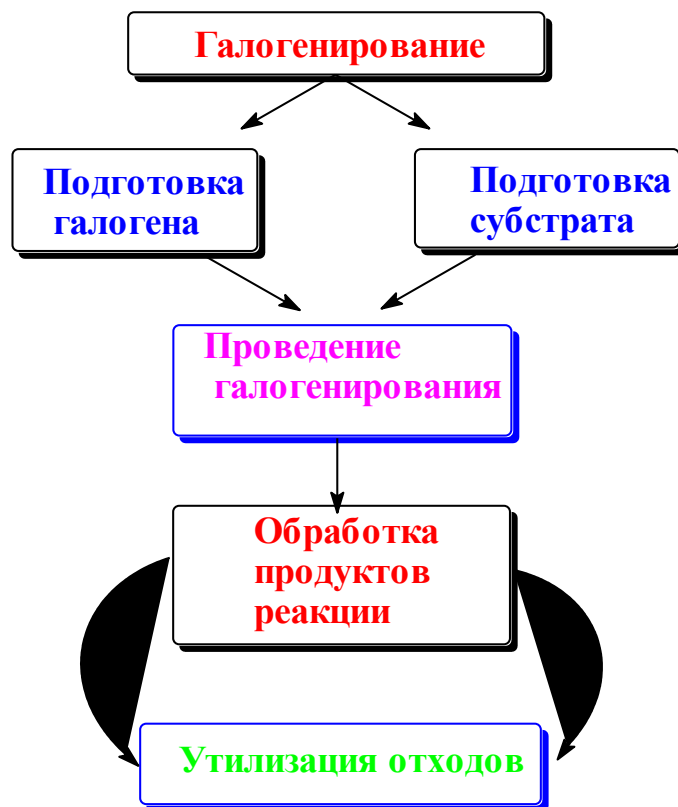 Галогенирование
Подготовка
галогена
Подготовка
субстрата
Проведение
галогенирования
Обработка
продуктов
реакции
Утилизация отходов